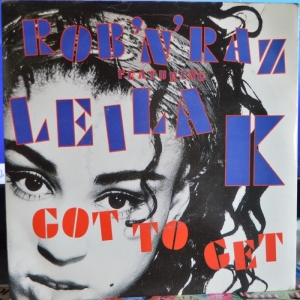 ROB'N'RAZ
FEATURING
LEILA K
GOT TO GET